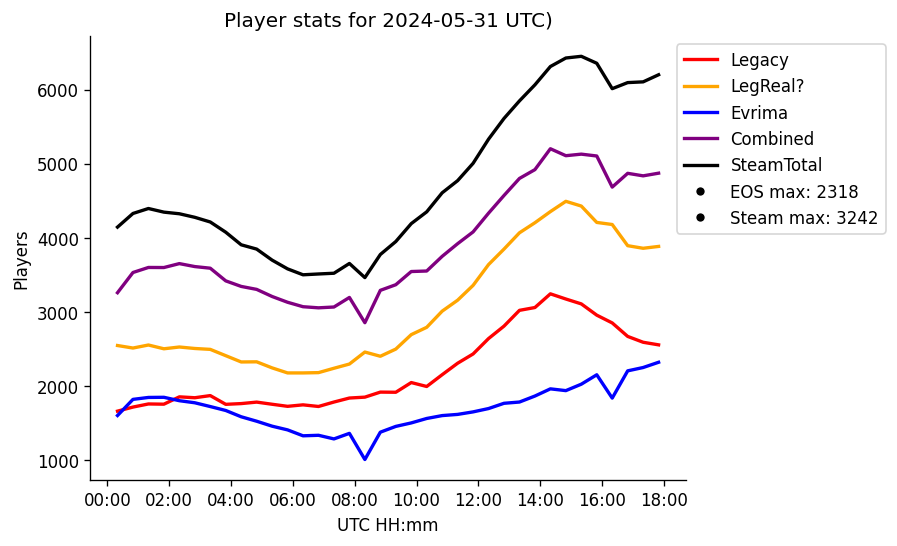 Player stats for 2024-05-31 UTC)
Legacy
LegReal?
Evrima
Combined
SteamTotal
EOS max: 2318
Steam max: 3242
Players
6000
5000
4000
3000
2000
1000
00:00 02:00 04:00 06:00 08:00 10:00 12:00 14:00 16:00 18:00
UTC HH:mm